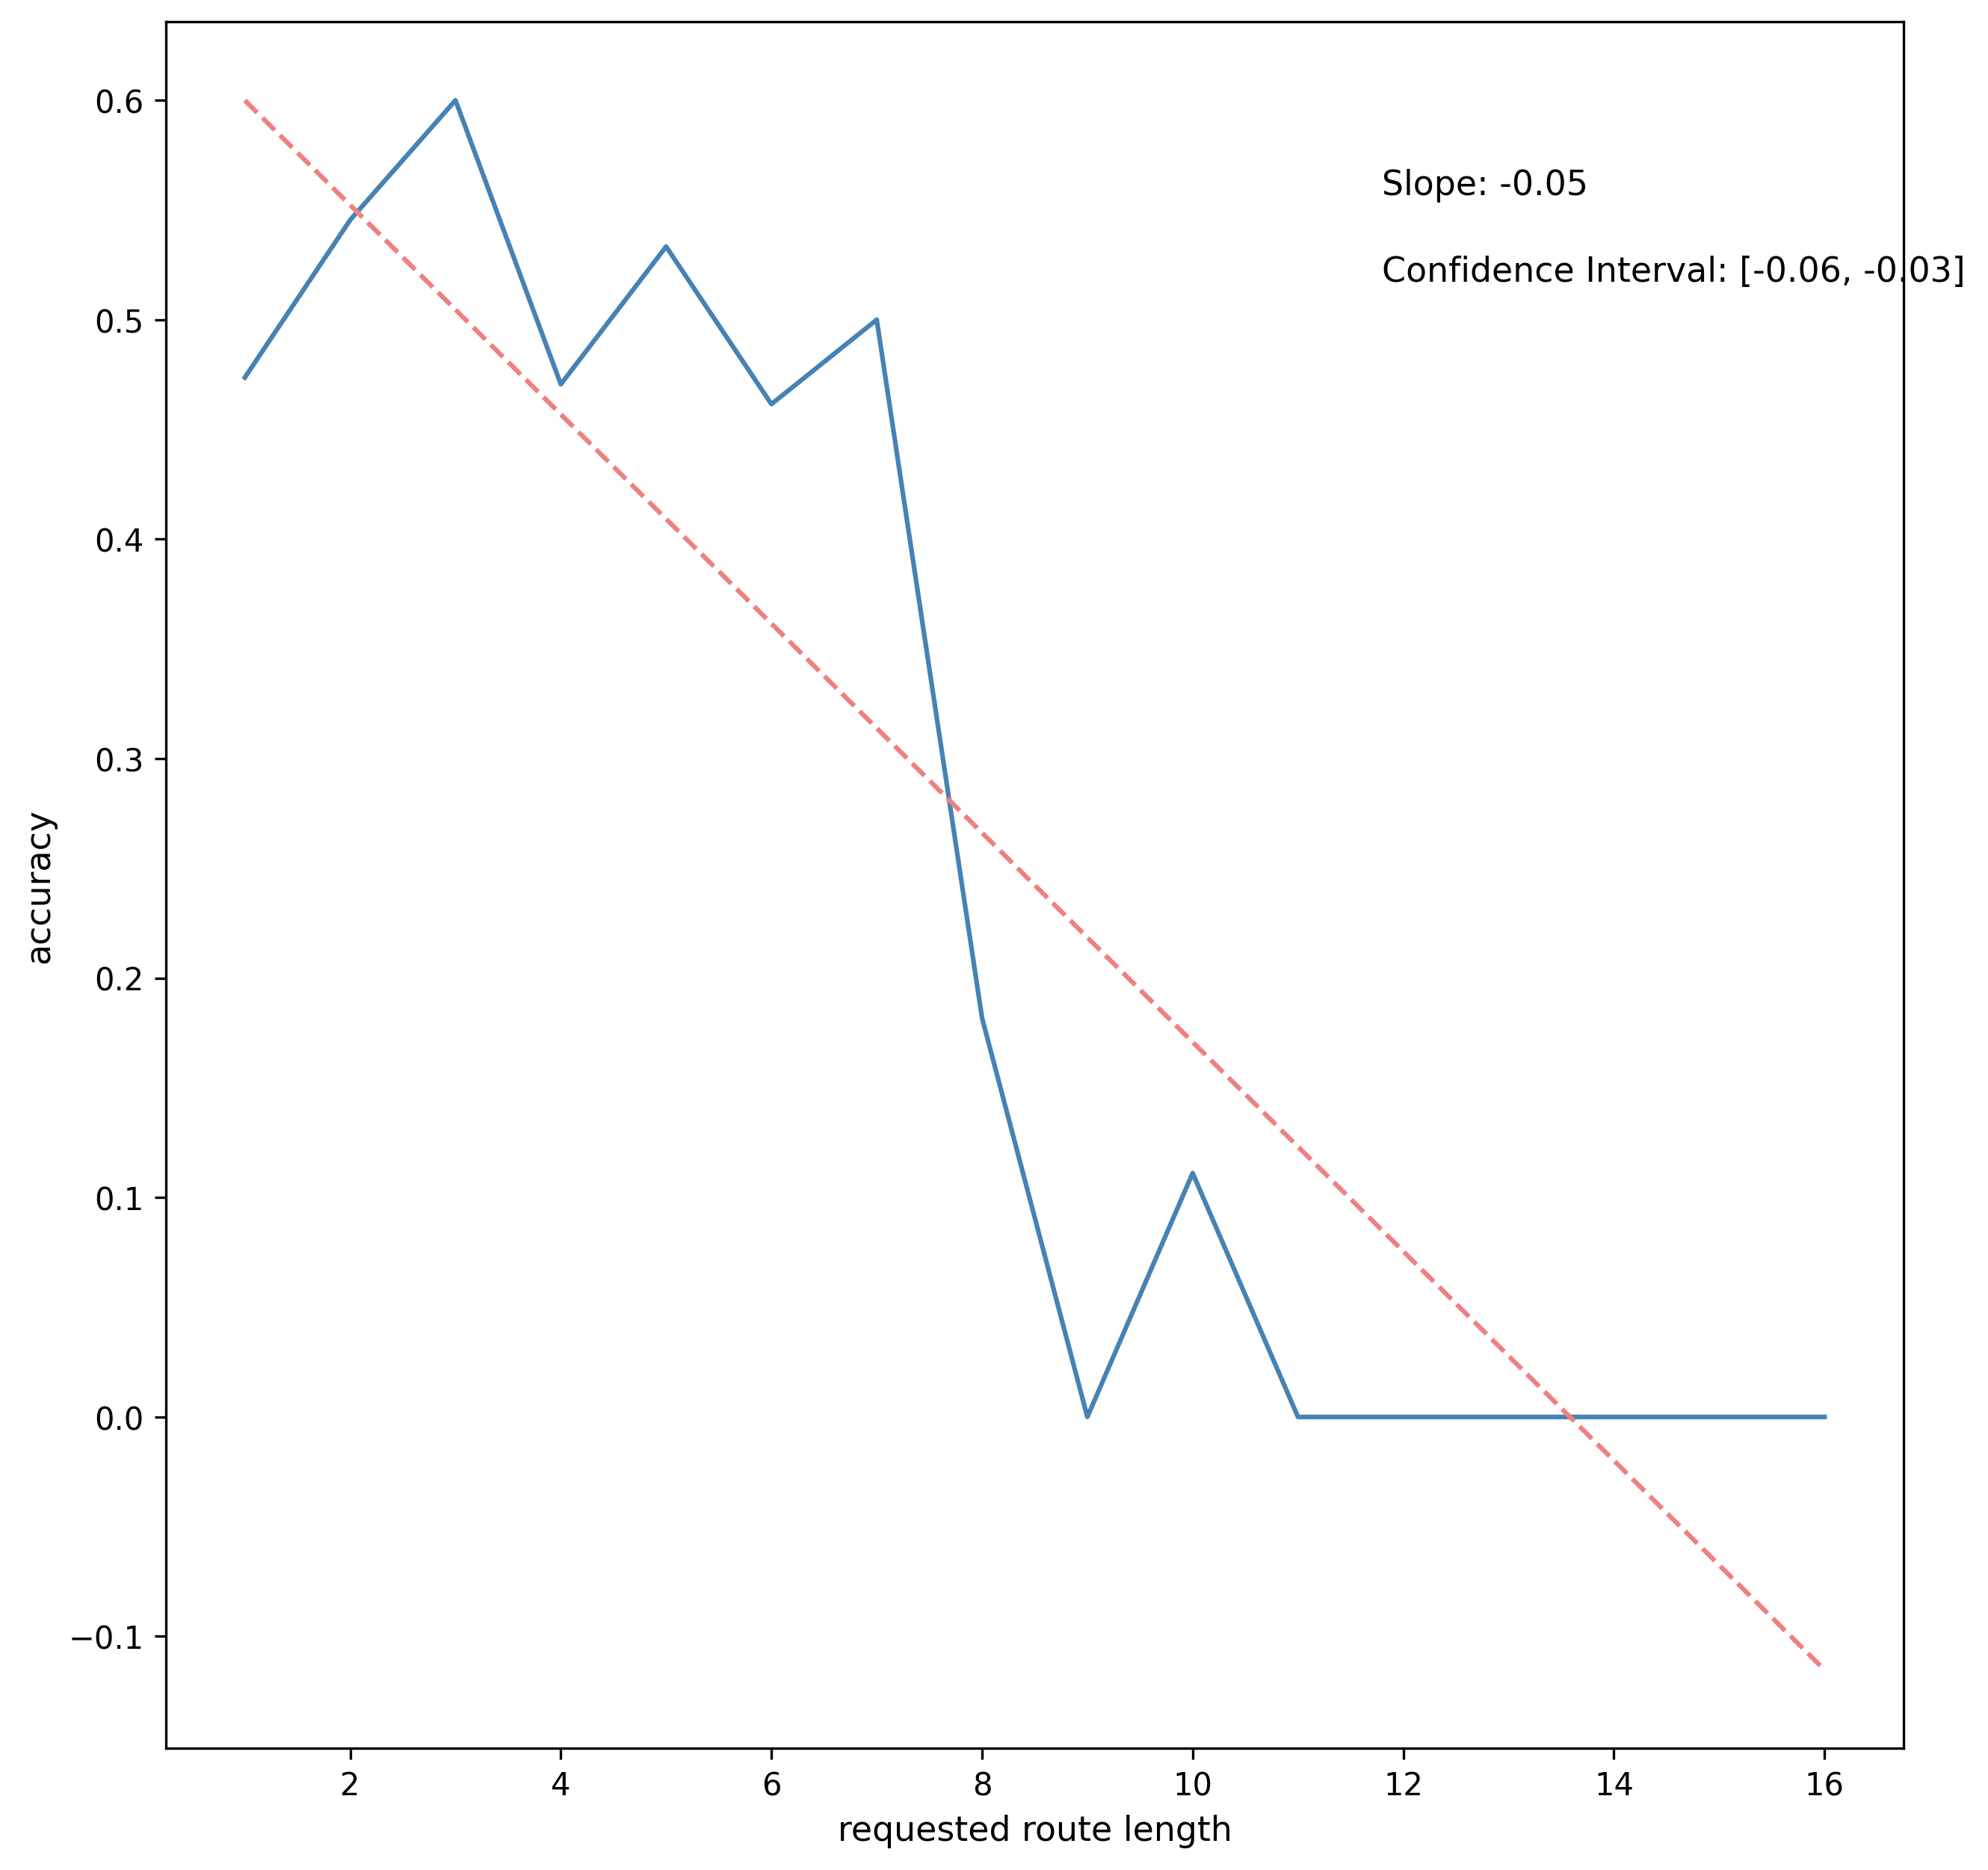 0.6
0.5
0.4
0.3
0.2
0.1
0.0
−0.1
accuracy
Slope: -0.05
Confidence Interval: [-0.06, -0.03]
2 4 6 8 10 12 14 16
requested route length